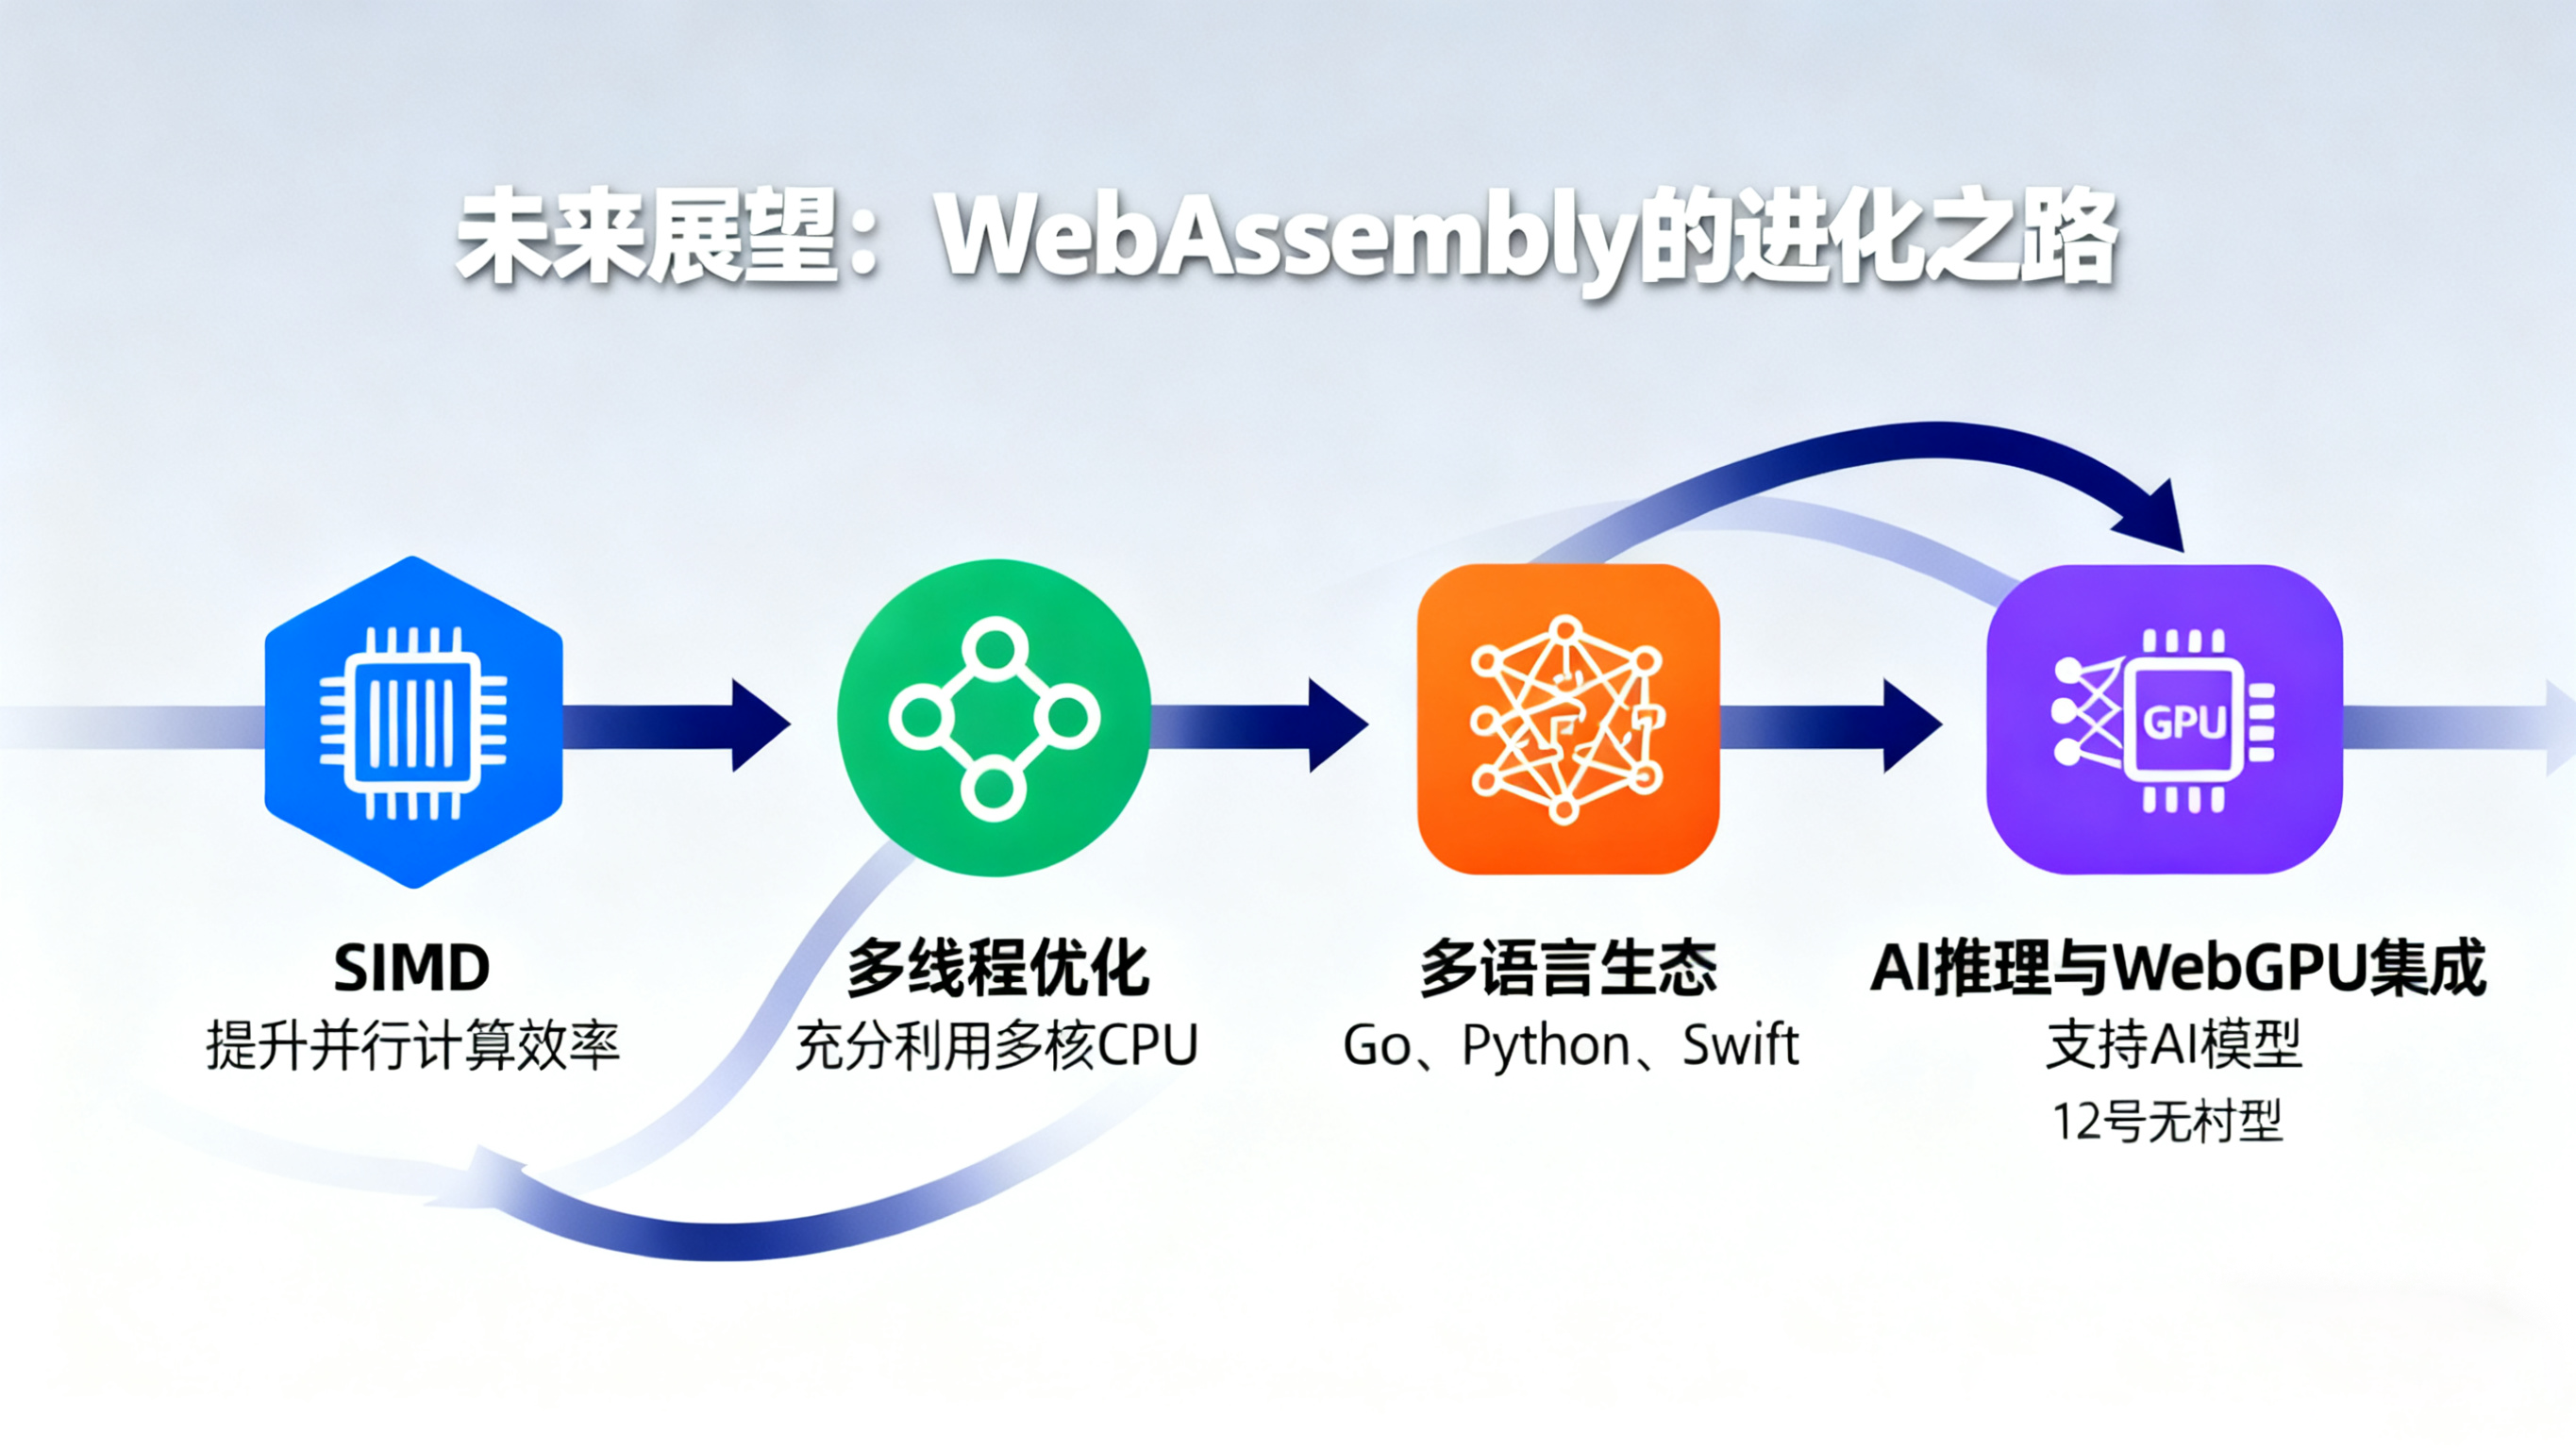 未来展望：WebAssembly的进化之路
GPU
SIMD
提升并行计算效率
多线程优化
充分利用多核CPU
多语言生态
Go、Python、Swift
AI推理与WebGPU集成
支持AI模型
12号无村型